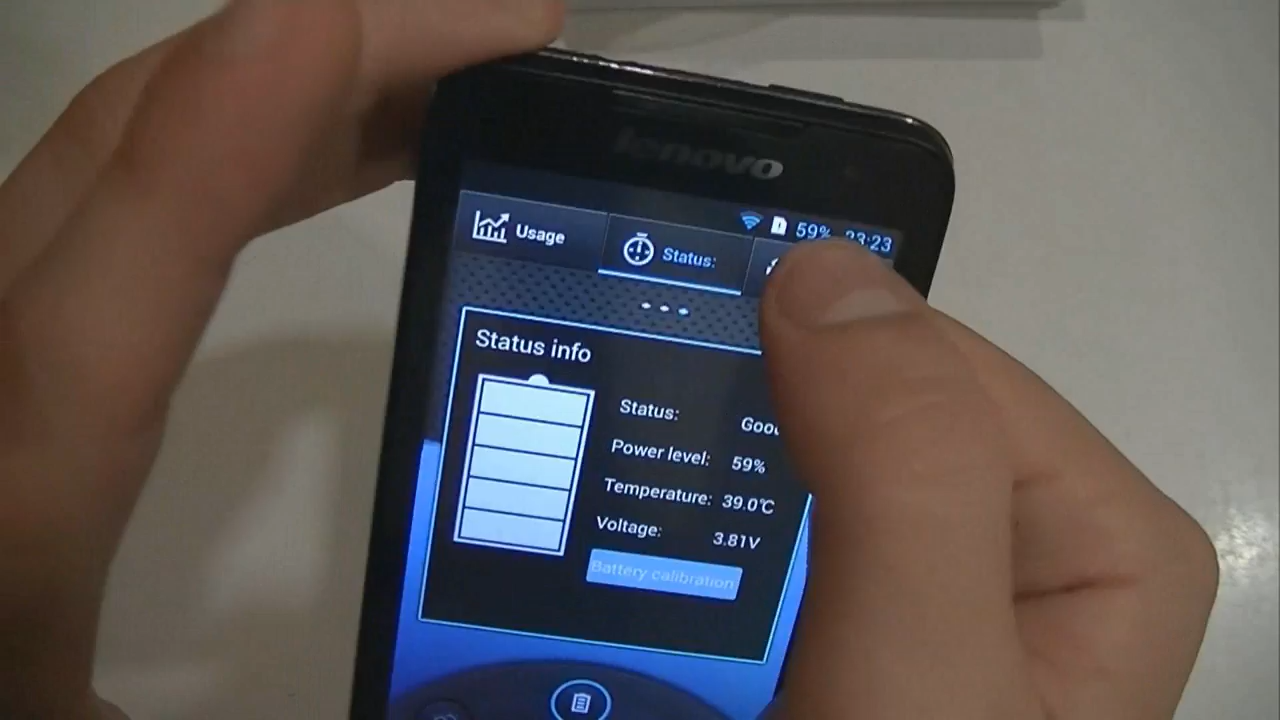 lenovo
59% 23:23
Usage
Status:
Status info
Status:
Power level: 59%
Temperature: 39.0℃
Voltage: 3.81V
Battery calibration